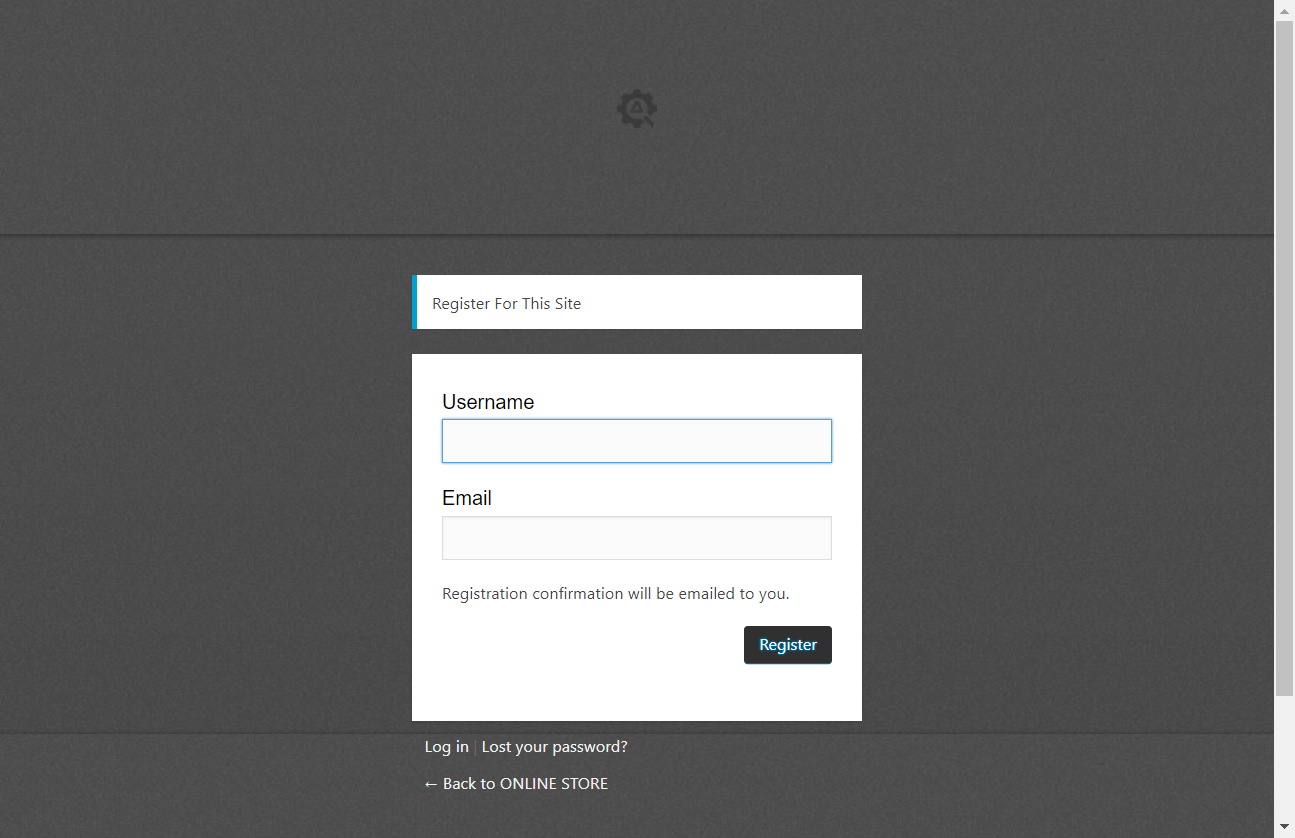 Register For This Site
Username
Email
Registration confirmation will be emailed to you.
Register
Log in | Lost your password?
← Back to ONLINE STORE